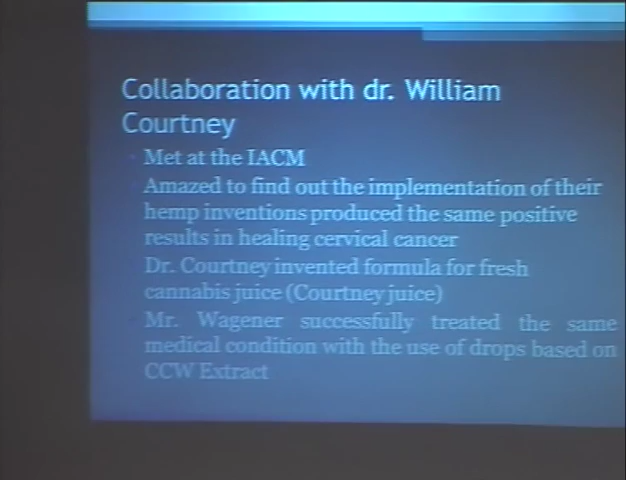 Collaboration with dr. William
Courtney
Met at the IACM
Amazed to find out the implementation of their
hemp inventions produced the same positive
results in healing cervical cancer
Dr. Courtney invented formula for fresh
cannabis juice (Courtney juice)
Mr. Wagener successfully treated the same
medical condition with the use of drops based on
CCW Extract